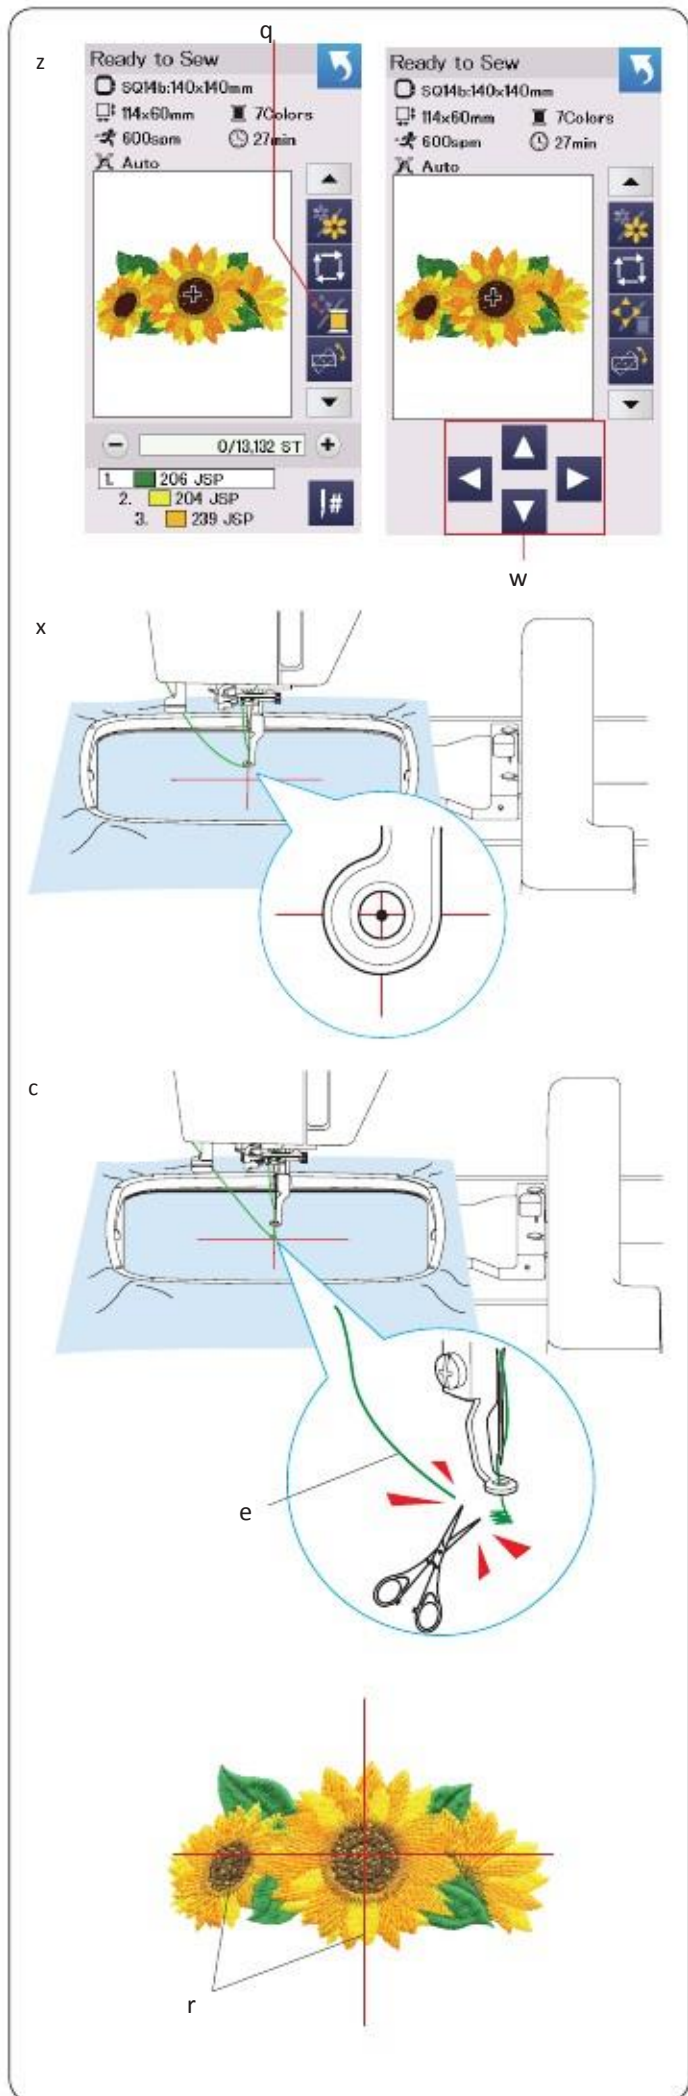 q
z
Ready to Sew
SQ14b:140x140mm
114x60mm 7Colors
600spm 27min
Auto
0/13,132 ST
1. 206 JSP
2. 204 JSP
3. 239 JSP
#
Ready to Sew
SQ14b:140x140mm
114x60mm 7Colors
600spm 27min
Auto
w
x
c
e
r